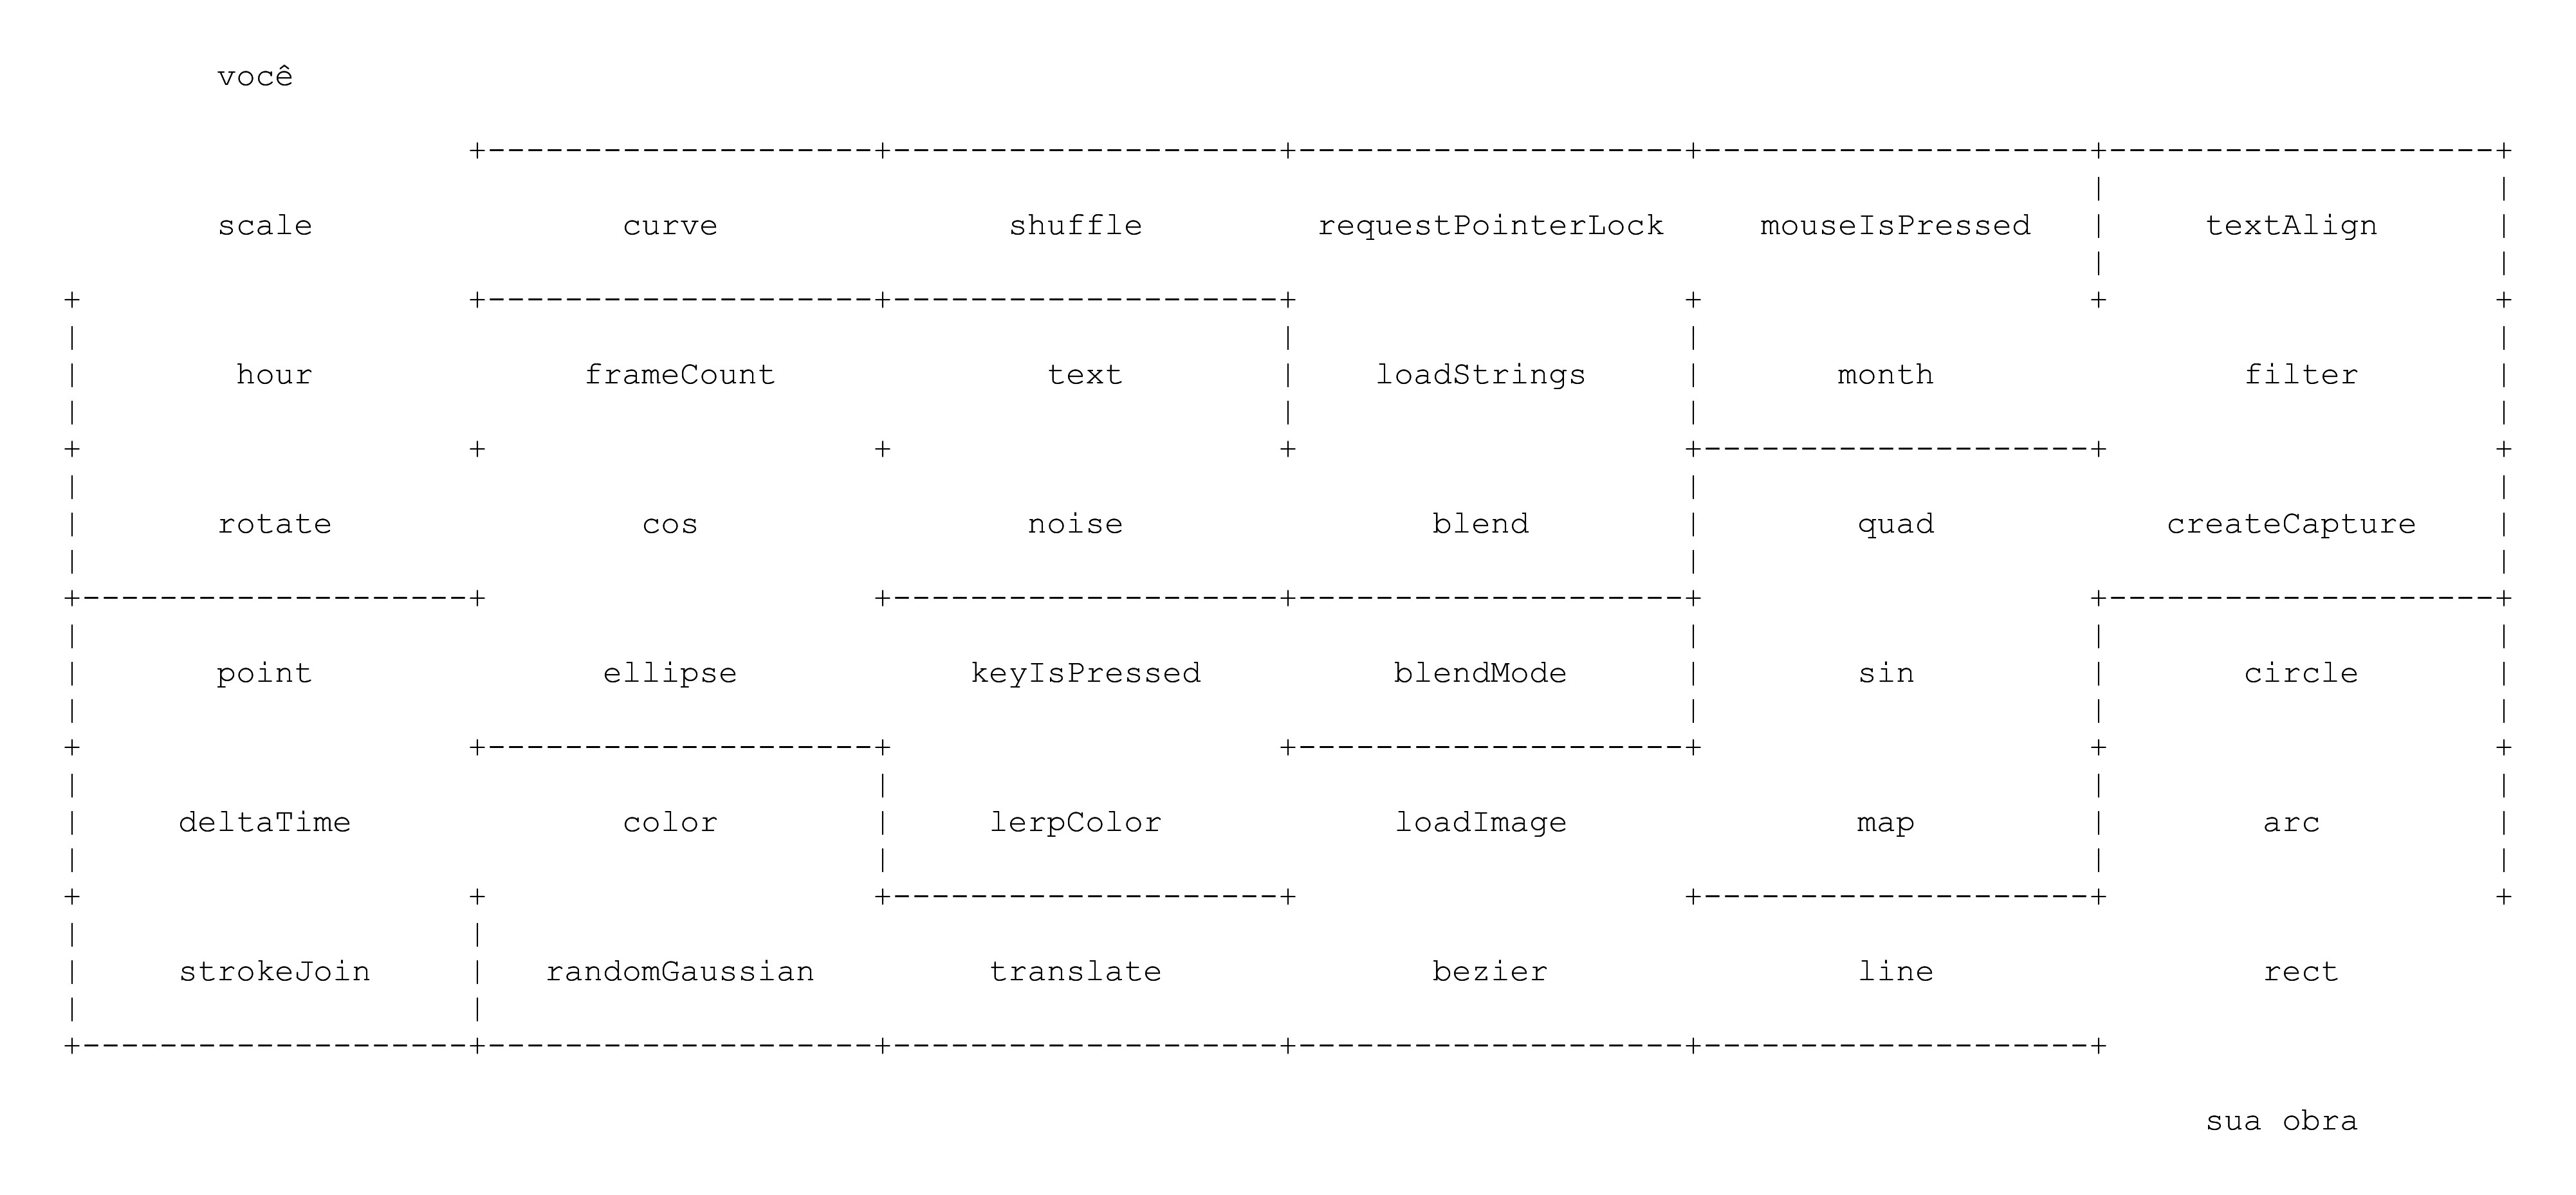 você
scale curve shuffle requestPointerLock mouseIsPressed textAlign
hour frameCount text loadStrings month filter
rotate cos noise blend quad createCapture
point ellipse keyIsPressed blendMode sin circle
deltaTime color lerpColor loadImage map arc
strokeJoin randomGaussian translate bezier line rect
sua obra